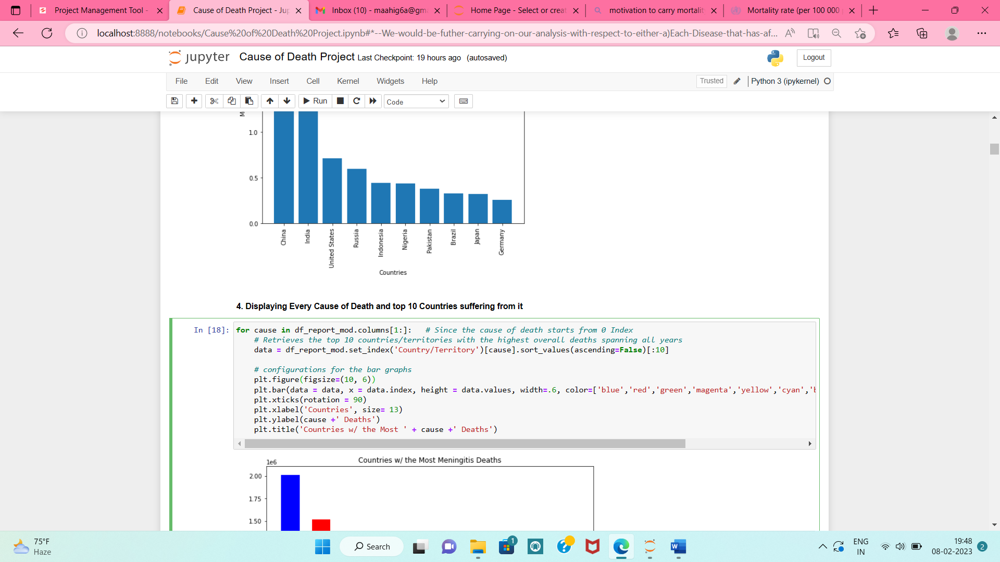 Project Management Tool -
Cause of Death Project - Jup
Inbox (10) - maahig6a@gma
Home Page - Select or creat
motivation to carry mortalit
Mortality rate (per 100 000
localhost:8888/notebooks/Cause%20of%20Death%20Project.ipynb#*--We-would-be-futher-carrying-on-our-analysis-with-respect-to-either-a)Each-Disease-that-has-af...
jupyter Cause of Death Project Last Checkpoint: 19 hours ago (autosaved)
Logout
File Edit View Insert Cell Kernel Widgets Help
Trusted
Python 3 (ipykernel)
Run
Code
M
1.0
0.5
0.0
China
India
United States
Russia
Indonesia
Nigeria
Pakistan
Brazil
Japan
Germany
Countries
4. Displaying Every Cause of Death and top 10 Countries suffering from it
In [18]:
for cause in df_report_mod.columns[1:]:   # Since the cause of death starts from 0 Index
    # Retrieves the top 10 countries/territories with the highest overall deaths spanning all years
    data = df_report_mod.set_index('Country/Territory')[cause].sort_values(ascending=False)[:10]
    # configurations for the bar graphs
    plt.figure(figsize=(10, 6))
    plt.bar(data = data, x = data.index, height = data.values, width=.6, color=['blue','red','green','magenta','yellow','cyan','b
    plt.xticks(rotation = 90)
    plt.xlabel('Countries', size= 13)
    plt.ylabel(cause +' Deaths')
    plt.title('Countries w/ the Most ' + cause +' Deaths')
Countries w/ the Most Meningitis Deaths
1e6
2.00
1.75
1.50
75°F
Haze
Search
1
ENG
IN
19:48
08-02-2023
2